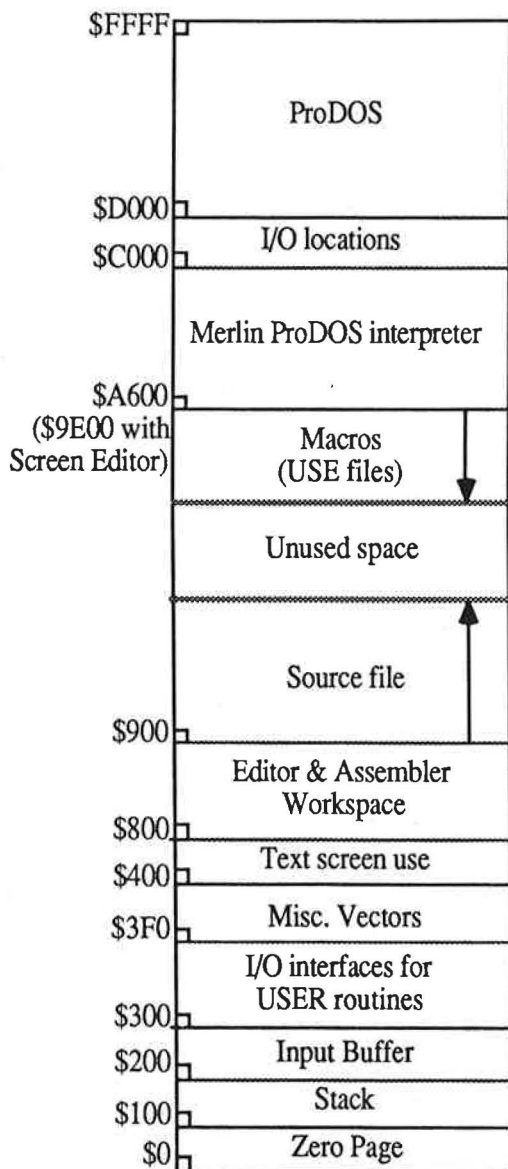 $FFFF
ProDOS
$D000
I/O locations
$C000
Merlin ProDOS interpreter
$A600
($9E00 with
Screen Editor)
Macros
(USE files)
Unused space
Source file
$900
Editor & Assembler
Workspace
$800
Text screen use
$400
Misc. Vectors
$3F0
I/O interfaces for
USER routines
$300
Input Buffer
$200
Stack
$100
Zero Page
$0